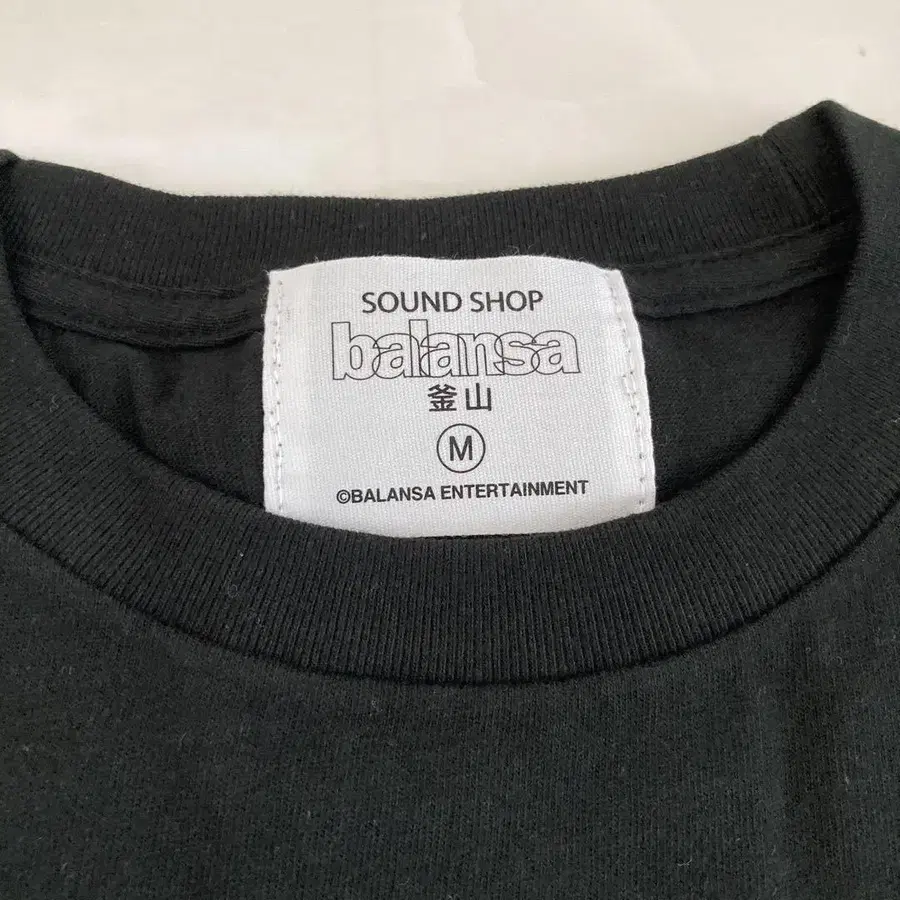 SOUND SHOP
balansa
釜山
M
©BALANSA ENTERTAINMENT